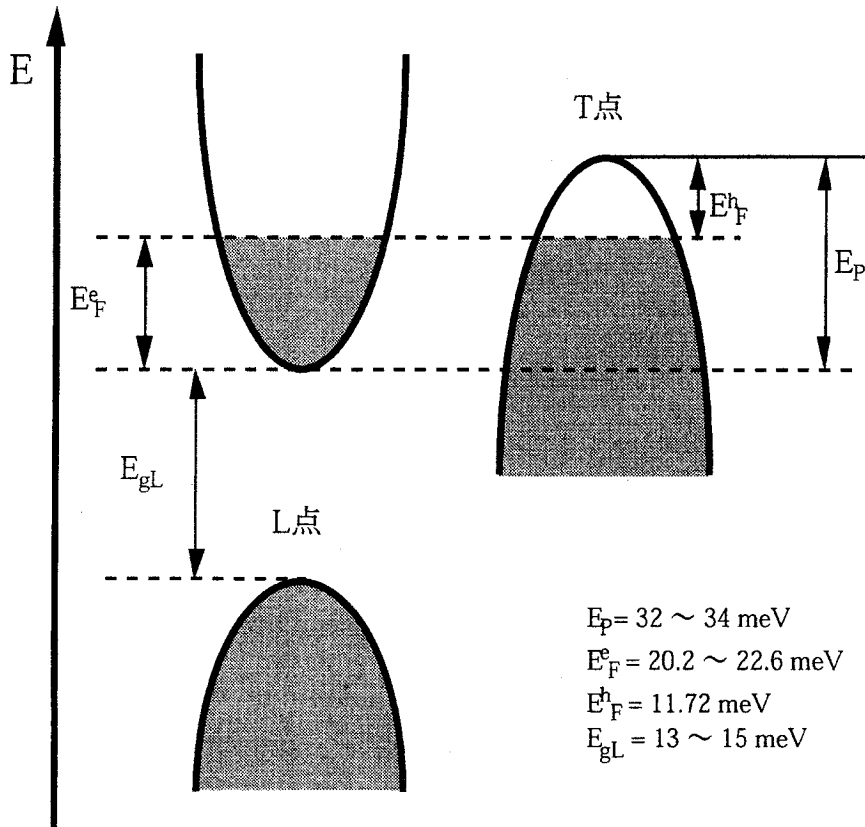 E
T点
E^h_F
E_P
E^e_F
E_gL
L点
E_P = 32 ～ 34 meV
E^e_F = 20.2 ～ 22.6 meV
E^h_F = 11.72 meV
E_gL = 13 ～ 15 meV